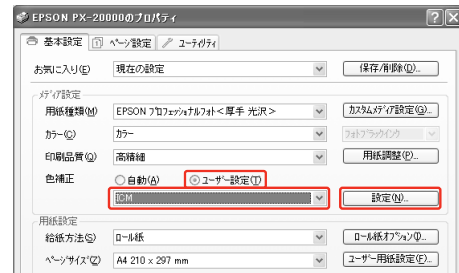 EPSON PX-20000のプロパティ
基本設定 ページ設定 ユーティリティ
お気に入り(E) 現在の設定 保存/削除(D)...
メディア設定
用紙種類(M) EPSON プロフェッショナルフォト<厚手 光沢> カスタムメディア設定(G)...
カラー(C) カラー フォトブラックインク
印刷品質(Q) 高精細 用紙調整(P)...
色補正 自動(A) ユーザー設定(T)
ICM 設定(N)...
用紙設定
給紙方法(S) ロール紙 ロール紙オプション(I)...
ページサイズ(Z) A4 210 x 297 mm ユーザー用紙設定(F)...